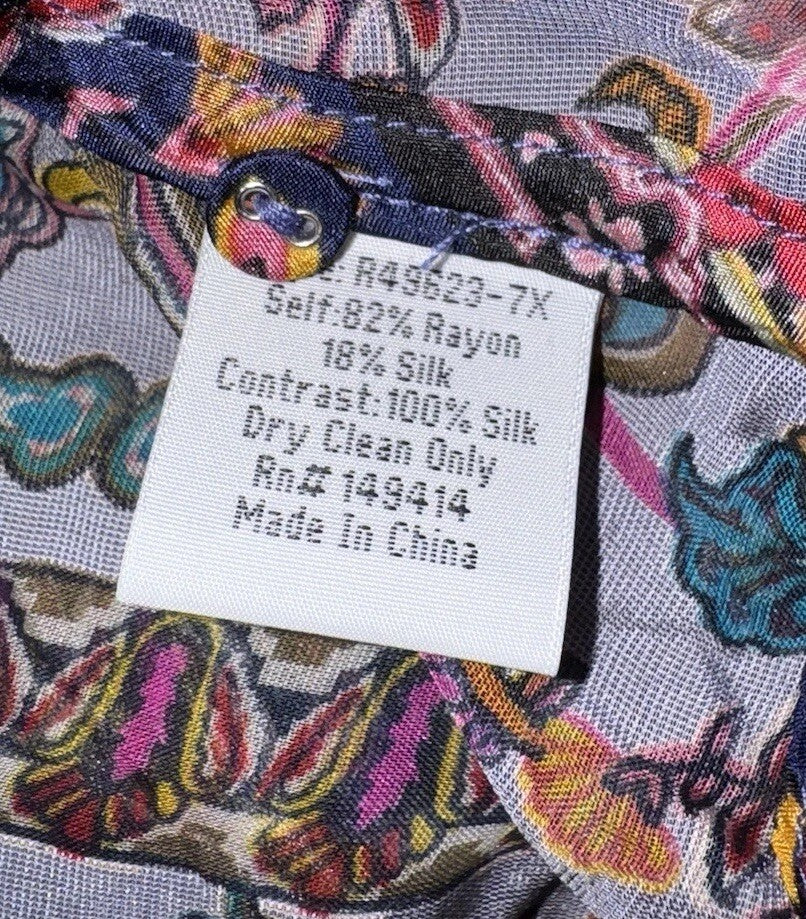 R49623-7X
Self:82% Rayon
18% Silk
Contrast:100% Silk
Dry Clean Only
Rn# 149414
Made In China